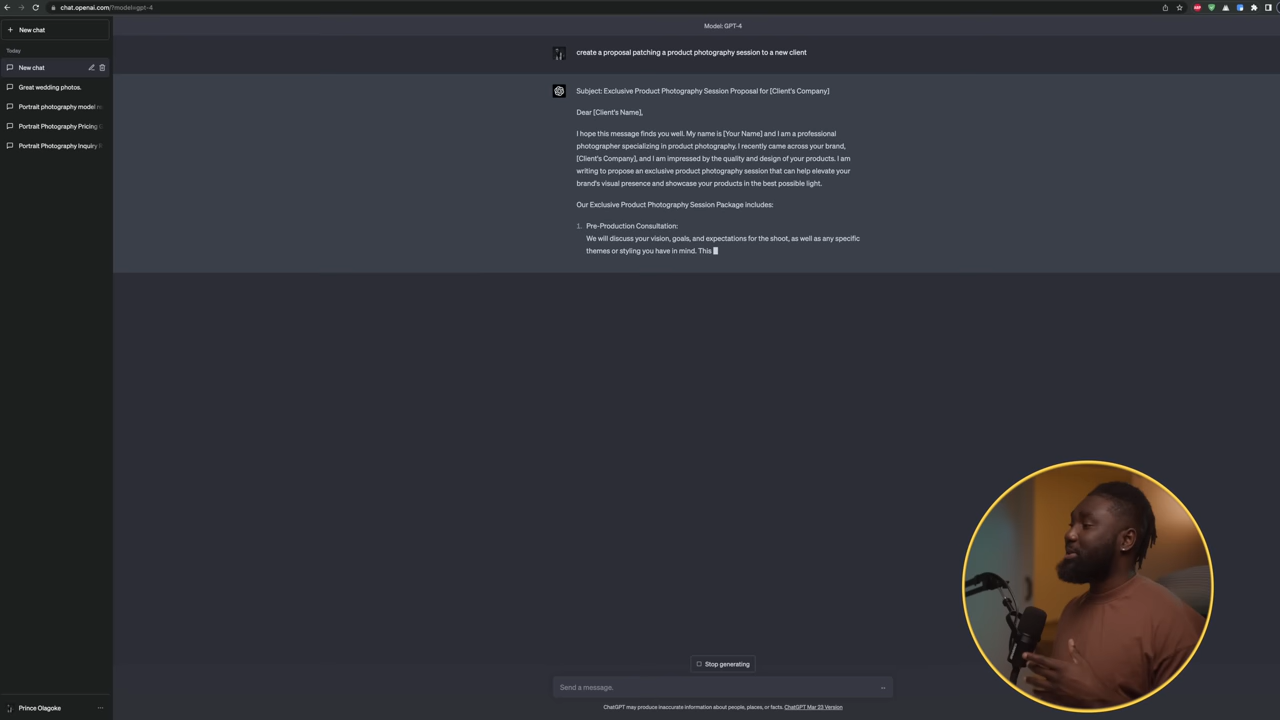 chat.openai.com/?model=gpt-4
New chat
Model: GPT-4
Today
New chat
Great wedding photos.
Portrait photography model
Portrait Photography Pricing
Portrait Photography Inquiry
create a proposal patching a product photography session to a new client
Subject: Exclusive Product Photography Session Proposal for [Client's Company]
Dear [Client's Name],
I hope this message finds you well. My name is [Your Name] and I am a professional
photographer specializing in product photography. I recently came across your brand,
[Client's Company], and I am impressed by the quality and design of your products. I am
writing to propose an exclusive product photography session that can help elevate your
brand's visual presence and showcase your products in the best possible light.
Our Exclusive Product Photography Session Package includes:
1. Pre-Production Consultation:
We will discuss your vision, goals, and expectations for the shoot, as well as any specific
themes or styling you have in mind. This
Stop generating
Send a message.
ChatGPT may produce inaccurate information about people, places, or facts. ChatGPT Mar 23 Version
Prince Olagoke